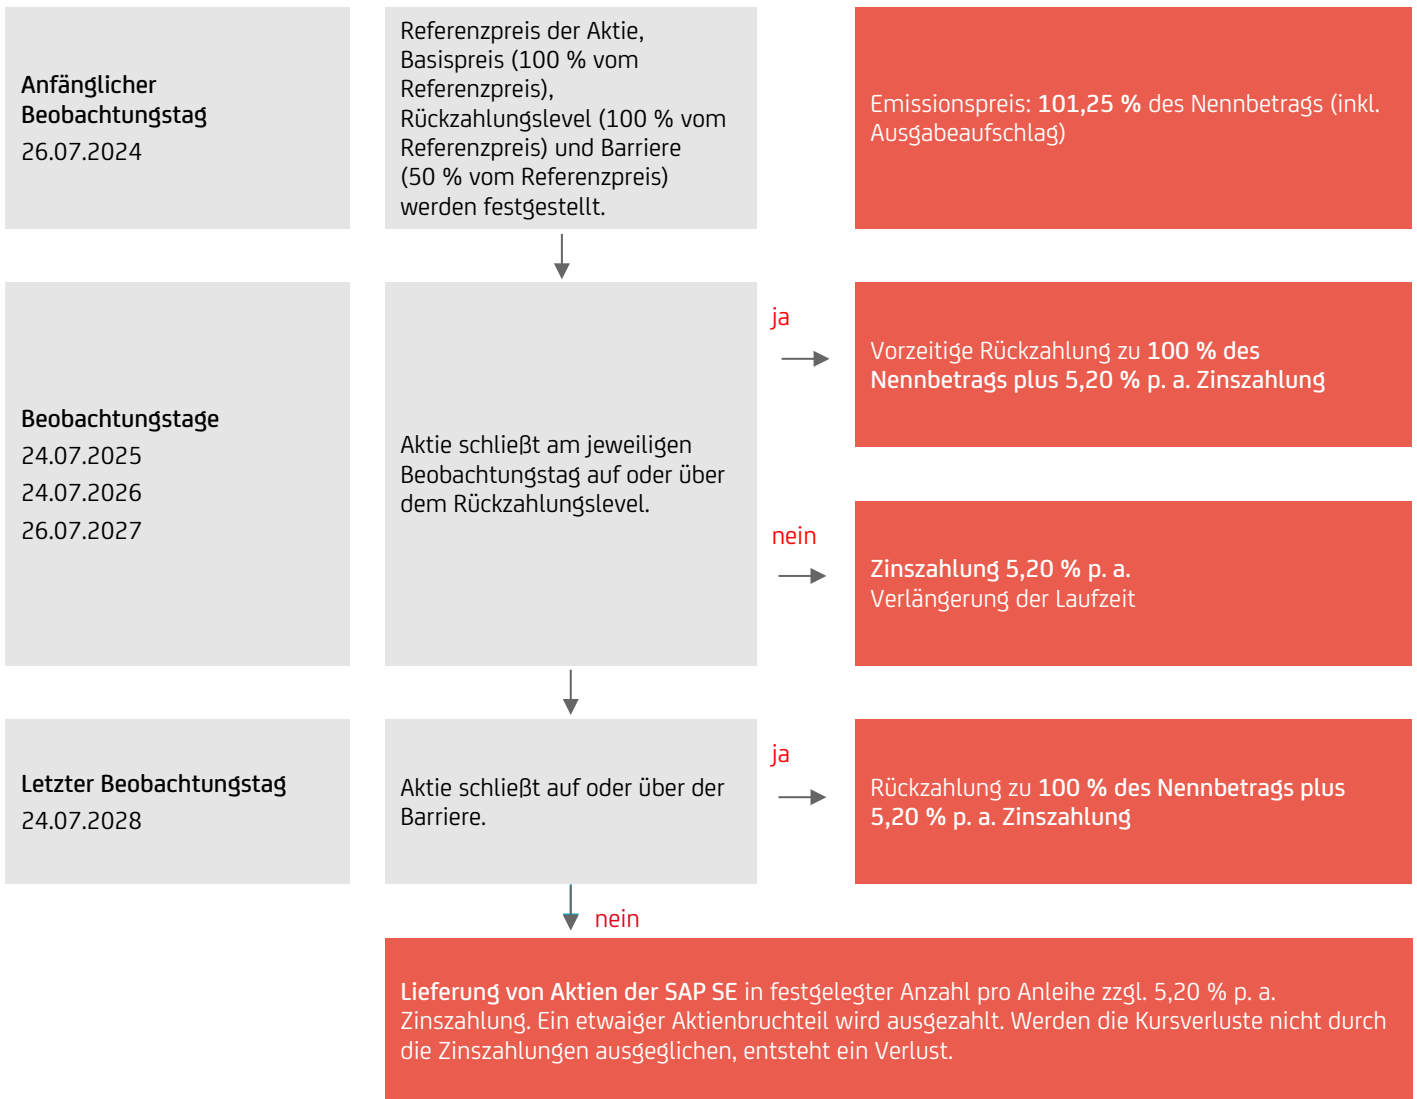 Anfänglicher
Beobachtungstag
26.07.2024
Referenzpreis der Aktie,
Basispreis (100 % vom
Referenzpreis),
Rückzahlungslevel (100 % vom
Referenzpreis) und Barriere
(50 % vom Referenzpreis)
werden festgestellt.
Emissionspreis: 101,25 % des Nennbetrags (inkl.
Ausgabeaufschlag)
Beobachtungstage
24.07.2025
24.07.2026
26.07.2027
Aktie schließt am jeweiligen
Beobachtungstag auf oder über
dem Rückzahlungslevel.
ja
Vorzeitige Rückzahlung zu 100 % des
Nennbetrags plus 5,20 % p. a. Zinszahlung
nein
Zinszahlung 5,20 % p. a.
Verlängerung der Laufzeit
Letzter Beobachtungstag
24.07.2028
Aktie schließt auf oder über der
Barriere.
ja
Rückzahlung zu 100 % des Nennbetrags plus
5,20 % p. a. Zinszahlung
nein
Lieferung von Aktien der SAP SE in festgelegter Anzahl pro Anleihe zzgl. 5,20 % p. a.
Zinszahlung. Ein etwaiger Aktienbruchteil wird ausgezahlt. Werden die Kursverluste nicht durch
die Zinszahlungen ausgeglichen, entsteht ein Verlust.